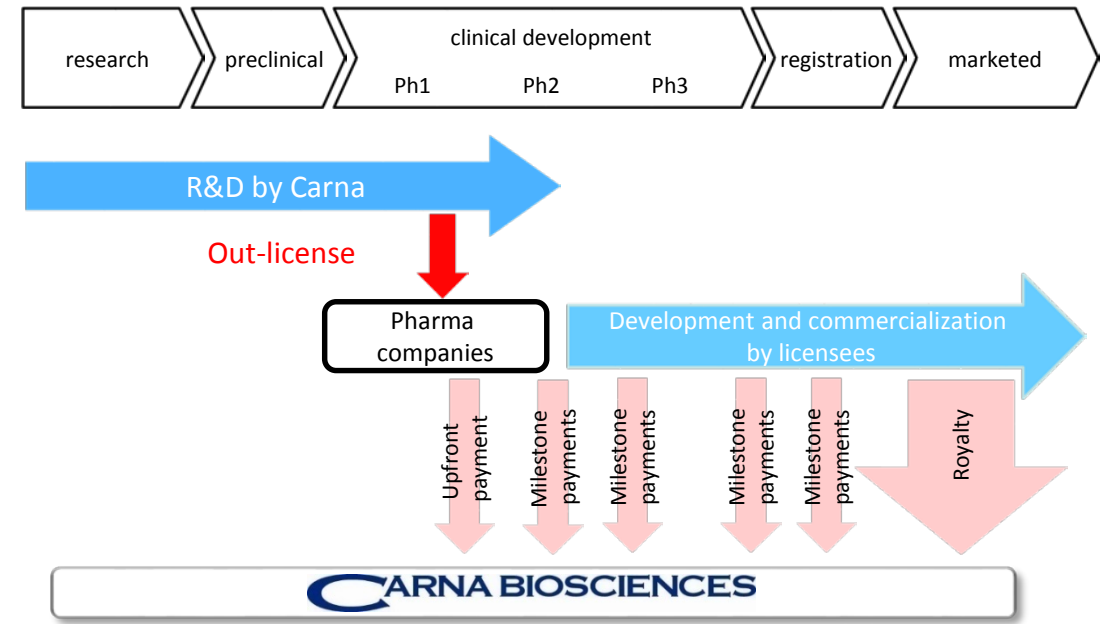 research
preclinical
clinical development
Ph1
Ph2
Ph3
registration
marketed
R&D by Carna
Out-license
Pharma
companies
Development and commercialization
by licensees
Upfront
payment
Milestone
payments
Milestone
payments
Milestone
payments
Milestone
payments
Royalty
CARNA BIOSCIENCES